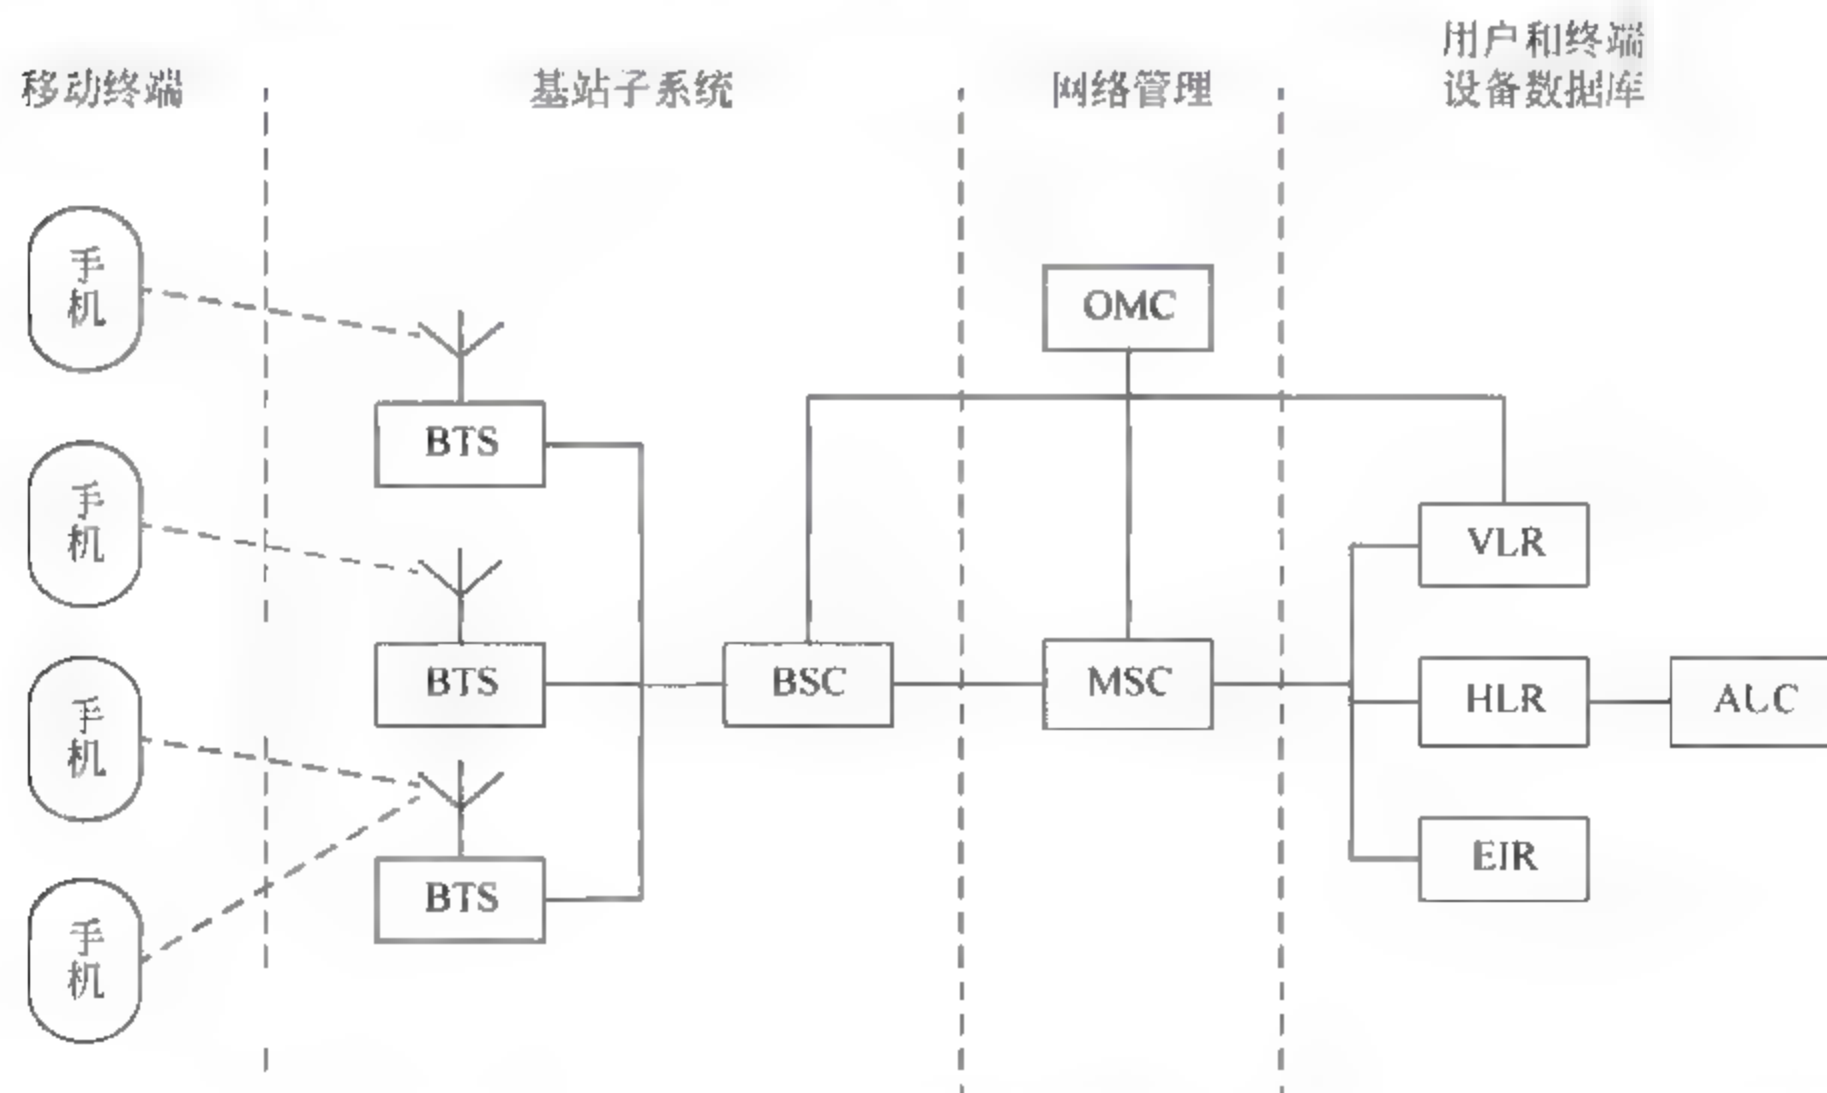 移动终端
基站子系统
网络管理
用户和终端
设备数据库
手
机
手
机
手
机
手
机
BTS
BTS
BTS
BSC
OMC
MSC
VLR
HLR
AUC
EIR